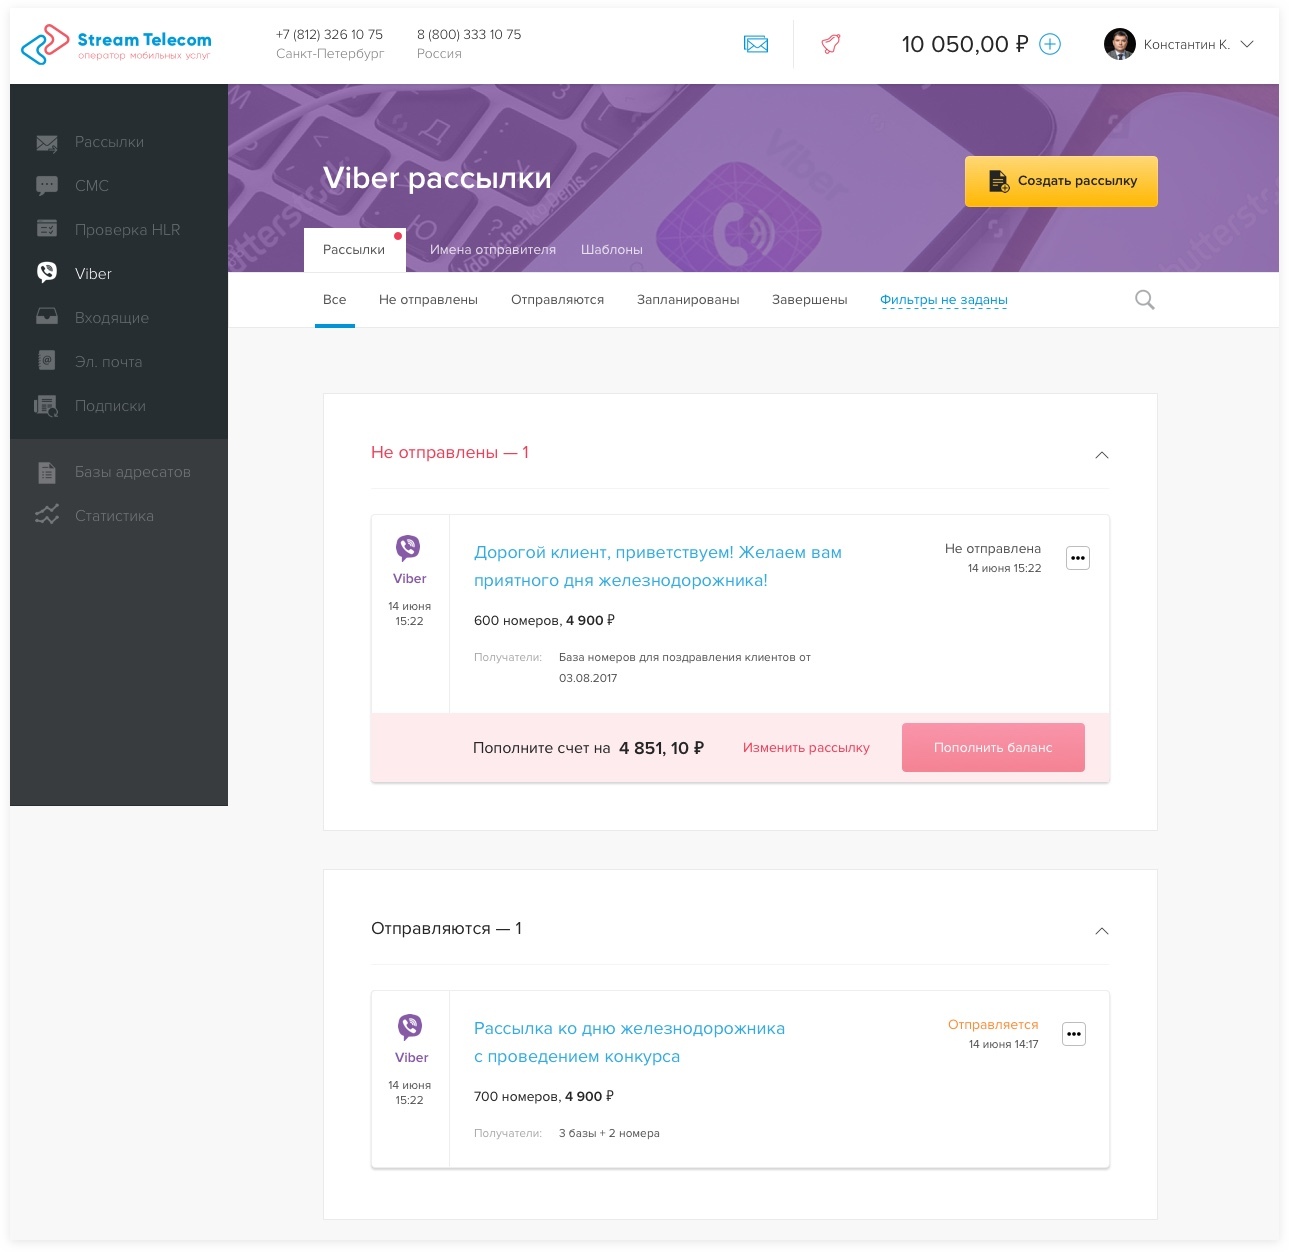 Stream Telecom
оператор мобильных услуг
+7 (812) 326 10 75
Санкт-Петербург
8 (800) 333 10 75
Россия
10 050,00 ₽
Константин К.
Рассылки
СМС
Проверка HLR
Viber
Входящие
Эл. почта
Подписки
Базы адресатов
Статистика
Viber рассылки
Создать рассылку
Рассылки
Имена отправителя
Шаблоны
Все
Не отправлены
Отправляются
Запланированы
Завершены
Фильтры не заданы
Не отправлены — 1
Viber
14 июня
15:22
Дорогой клиент, приветствуем! Желаем вам
приятного дня железнодорожника!
600 номеров, 4 900 ₽
Получатели:
База номеров для поздравления клиентов от
03.08.2017
Не отправлена
14 июня 15:22
Пополните счет на 4 851, 10 ₽
Изменить рассылку
Пополнить баланс
Отправляются — 1
Viber
14 июня
15:22
Рассылка ко дню железнодорожника
с проведением конкурса
700 номеров, 4 900 ₽
Получатели:
3 базы + 2 номера
Отправляется
14 июня 14:17